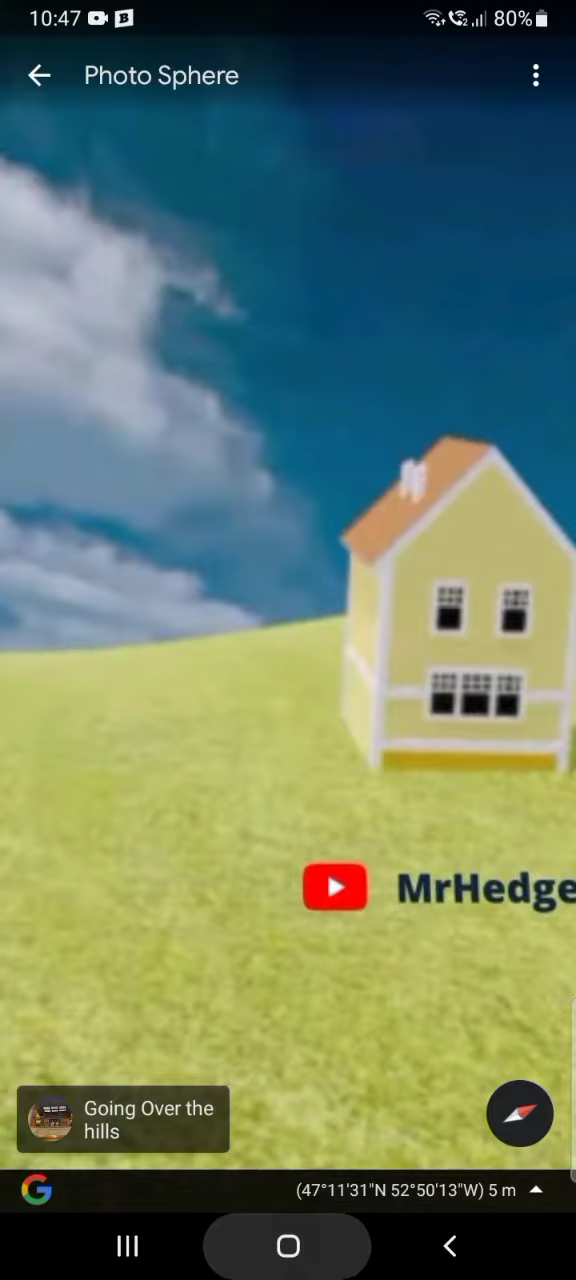 10:47
80%
Photo Sphere
MrHedge
Going Over the
hills
(47°11'31"N 52°50'13"W) 5 m